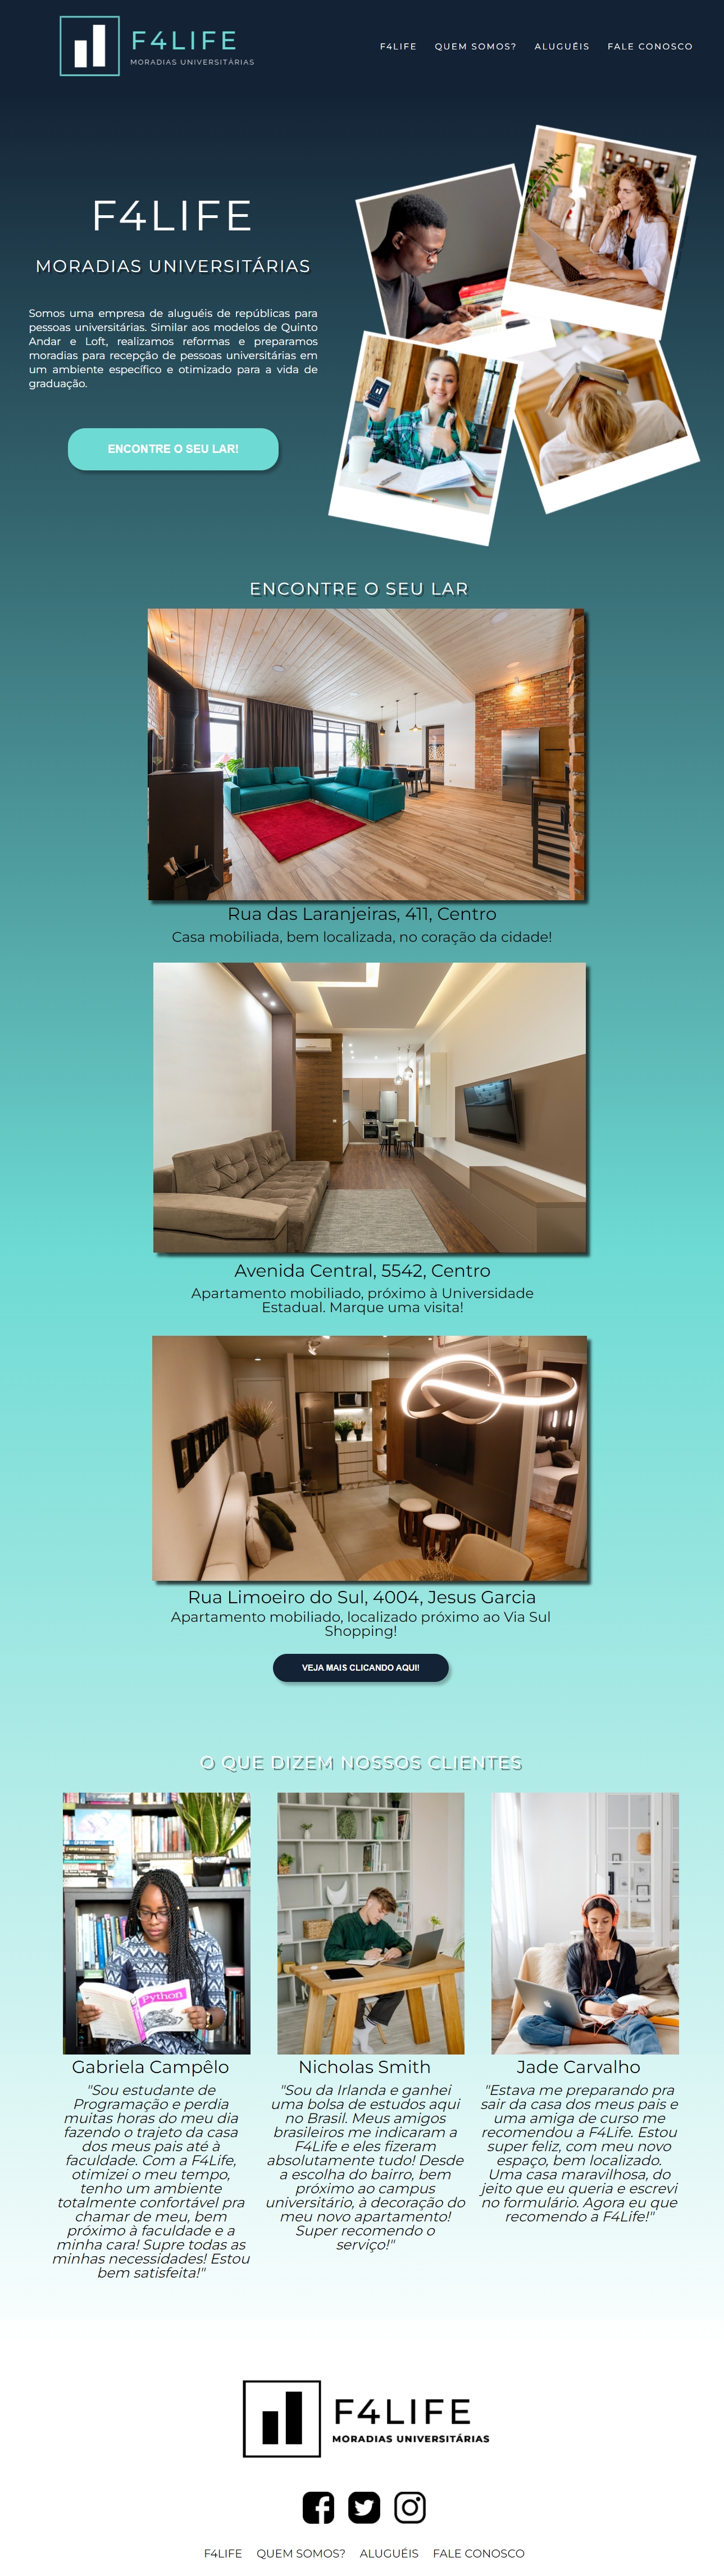 F4LIFE
MORADIAS UNIVERSITÁRIAS
F4LIFE QUEM SOMOS? ALUGUÉIS FALE CONOSCO
F4LIFE
MORADIAS UNIVERSITÁRIAS
Somos uma empresa de aluguéis de repúblicas para
pessoas universitárias. Similar aos modelos de Quinto
Andar e Loft, realizamos reformas e preparamos
moradias para recepção de pessoas universitárias em
um ambiente específico e otimizado para a vida de
graduação.
ENCONTRE O SEU LAR!
ENCONTRE O SEU LAR
Rua das Laranjeiras, 411, Centro
Casa mobiliada, bem localizada, no coração da cidade!
Avenida Central, 5542, Centro
Apartamento mobiliado, próximo à Universidade
Estadual. Marque uma visita!
Rua Limoeiro do Sul, 4004, Jesus Garcia
Apartamento mobiliado, localizado próximo ao Via Sul
Shopping!
VEJA MAIS CLICANDO AQUI!
O QUE DIZEM NOSSOS CLIENTES
Python
Gabriela Campêlo
"Sou estudante de
Programação e perdia
muitas horas do meu dia
fazendo o trajeto da casa
dos meus pais até à
faculdade. Com a F4Life,
otimizei o meu tempo,
tenho um ambiente
totalmente confortável pra
chamar de meu, bem
próximo à faculdade e a
minha cara! Supre todas as
minhas necessidades! Estou
bem satisfeita!"
Nicholas Smith
"Sou da Irlanda e ganhei
uma bolsa de estudos aqui
no Brasil. Meus amigos
brasileiros me indicaram a
F4Life e eles fizeram
absolutamente tudo! Desde
a escolha do bairro, bem
próximo ao campus
universitário, à decoração do
meu novo apartamento!
Super recomendo o
serviço!"
Jade Carvalho
"Estava me preparando pra
sair da casa dos meus pais e
uma amiga de curso me
recomendou a F4Life. Estou
super feliz, com meu novo
espaço, bem localizado.
Uma casa maravilhosa, do
jeito que eu queria e escrevi
no formulário. Agora eu que
recomendo a F4Life!"
F4LIFE
MORADIAS UNIVERSITÁRIAS
F4LIFE QUEM SOMOS? ALUGUÉIS FALE CONOSCO